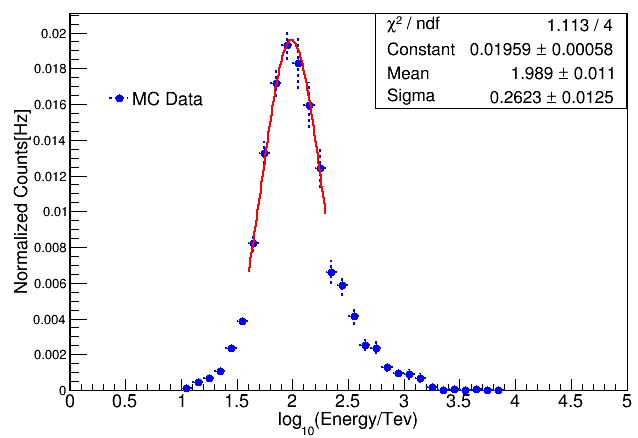 χ² / ndf 1.113 / 4
Constant 0.01959 ± 0.00058
Mean 1.989 ± 0.011
Sigma 0.2623 ± 0.0125
MC Data
Normalized Counts[Hz]
0.02
0.018
0.016
0.014
0.012
0.01
0.008
0.006
0.004
0.002
0
0 0.5 1 1.5 2 2.5 3 3.5 4 4.5 5
log₁₀(Energy/Tev)